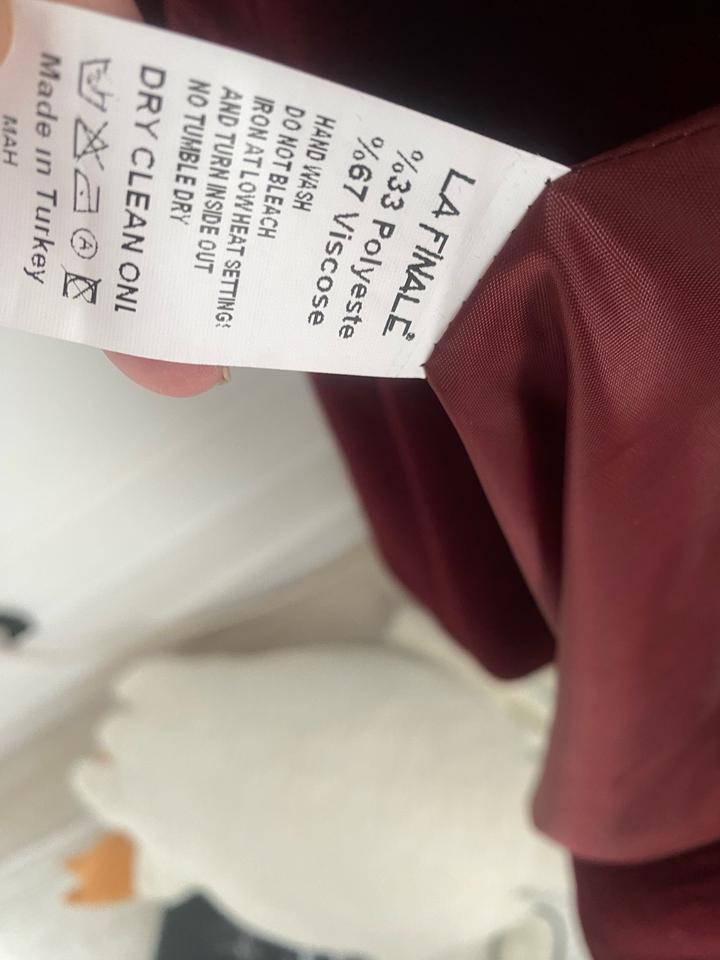 LA FINALE®
%33 Polyeste
%67 Viscose
HAND WASH
DO NOT BLEACH
IRON AT LOW HEAT SETTING:
AND TURN INSIDE OUT
NO TUMBLE DRY
DRY CLEAN ONL
A
Made in Turkey
MAH